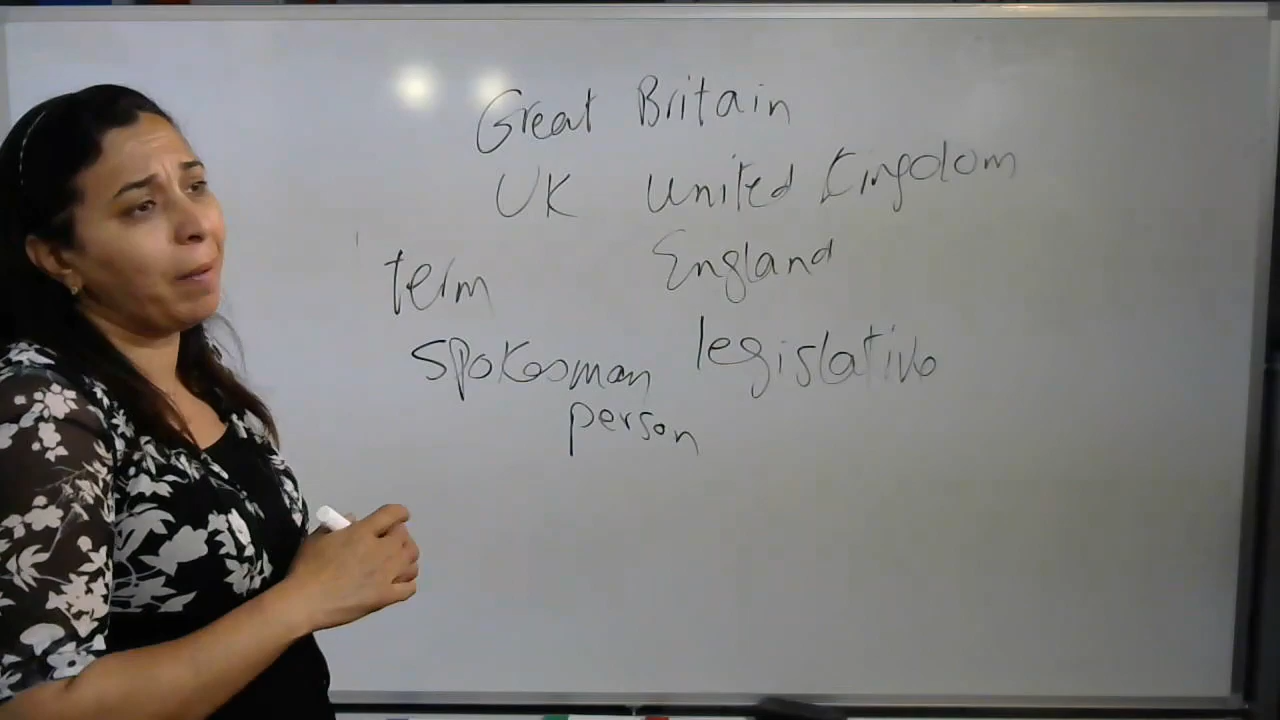 Great Britain
UK United Kingdom
term England
spokesman legislative
person